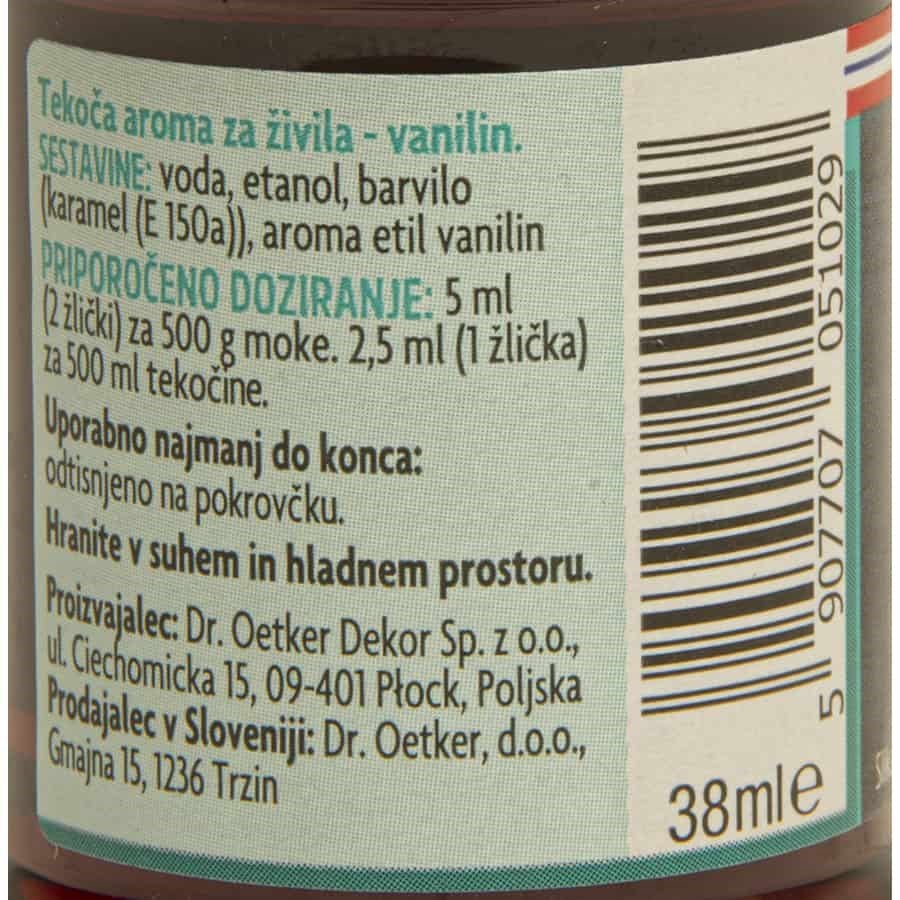 Tekoča aroma za živila - vanilin.
SESTAVINE: voda, etanol, barvilo
(karamel (E 150a)), aroma etil vanilin
PRIPOROČENO DOZIRANJE: 5 ml
(2 žlički) za 500 g moke. 2,5 ml (1 žlička)
za 500 ml tekočine.
Uporabno najmanj do konca:
odtisnjeno na pokrovčku.
Hranite v suhem in hladnem prostoru.
Proizvajalec: Dr. Oetker Dekor Sp. z o.o.,
ul. Ciechomicka 15, 09-401 Płock, Poljska
Prodajalec v Sloveniji: Dr. Oetker, d.o.o.,
Gmajna 15, 1236 Trzin
5 907707 051029
38ml e